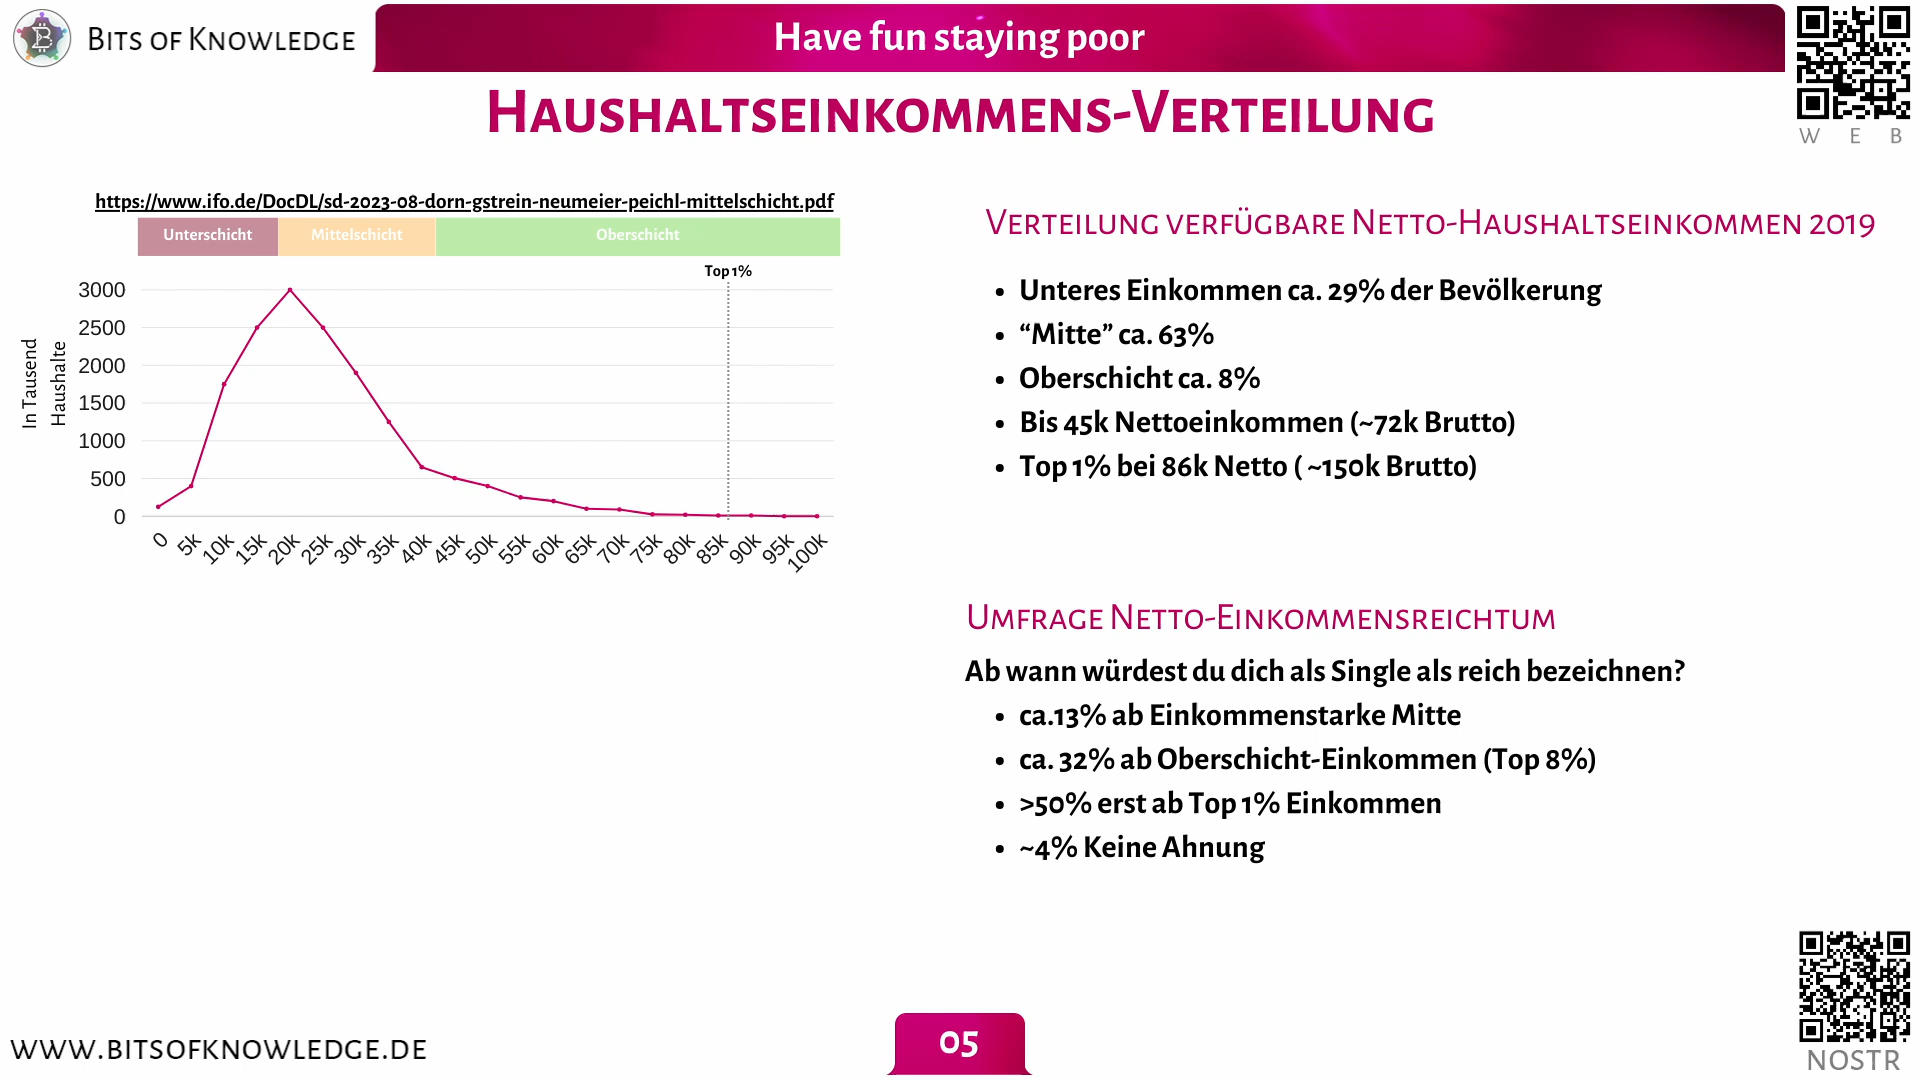 BITS OF KNOWLEDGE
Have fun staying poor
HAUSHALTSEINKOMMENS-VERTEILUNG
W E B
https://www.ifo.de/DocDL/sd-2023-08-dorn-gstrein-neumeier-peichl-mittelschicht.pdf
Unterschicht Mittelschicht Oberschicht
Top 1%
In Tausend
Haushalte
3000
2500
2000
1500
1000
500
0
0 5k 10k 15k 20k 25k 30k 35k 40k 45k 50k 55k 60k 65k 70k 75k 80k 85k 90k 95k 100k
VERTEILUNG VERFÜGBARE NETTO-HAUSHALTSEINKOMMEN 2019
• Unteres Einkommen ca. 29% der Bevölkerung
• “Mitte” ca. 63%
• Oberschicht ca. 8%
• Bis 45k Nettoeinkommen (~72k Brutto)
• Top 1% bei 86k Netto ( ~150k Brutto)
UMFRAGE NETTO-EINKOMMENSREICHTUM
Ab wann würdest du dich als Single als reich bezeichnen?
• ca.13% ab Einkommenstarke Mitte
• ca. 32% ab Oberschicht-Einkommen (Top 8%)
• >50% erst ab Top 1% Einkommen
• ~4% Keine Ahnung
WWW.BITSOFKNOWLEDGE.DE
05
NOSTR